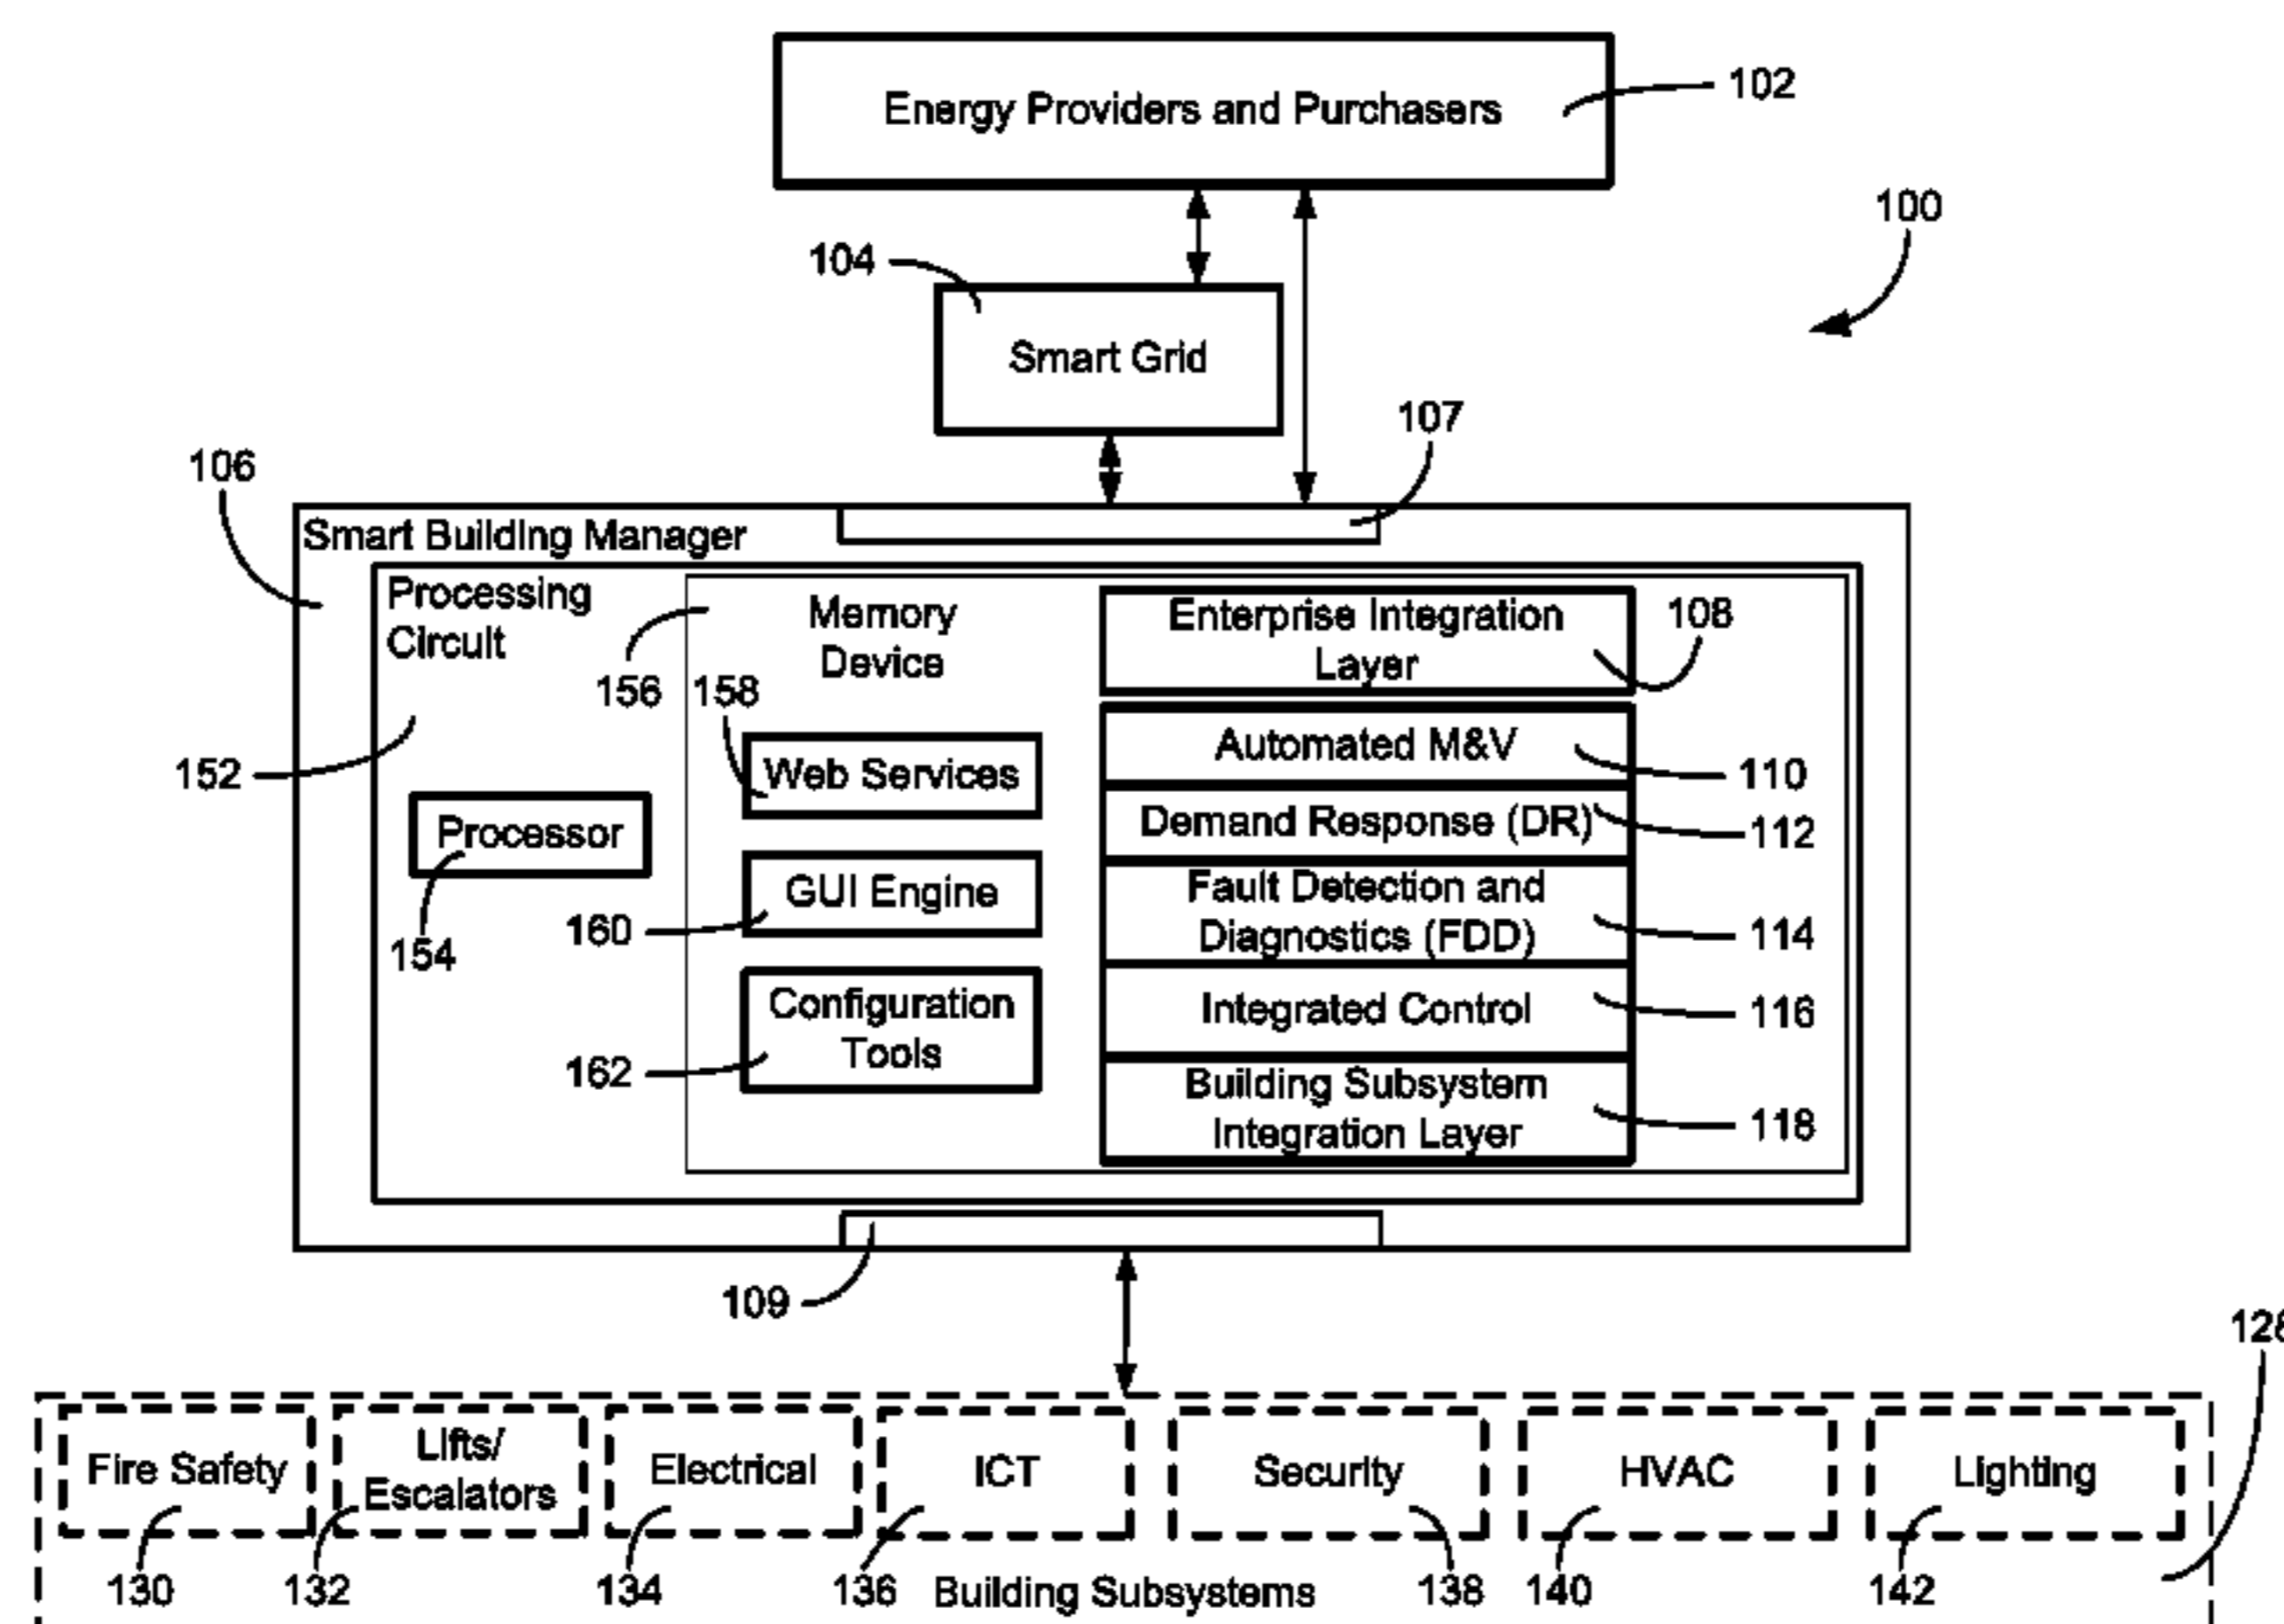 Energy Providers and Purchasers
102
100
104
Smart Grid
107
106
Smart Building Manager
Processing
Circuit
Memory
Device
Enterprise Integration
Layer
108
156
158
Automated M&V
110
152
Web Services
Processor
Demand Response (DR)
112
GUI Engine
Fault Detection and
Diagnostics (FDD)
114
160
154
Configuration
Tools
Integrated Control
116
162
Building Subsystem
Integration Layer
118
109
128
Fire Safety
Lifts/
Escalators
Electrical
ICT
Security
HVAC
Lighting
130
132
134
136
Building Subsystems
138
140
142